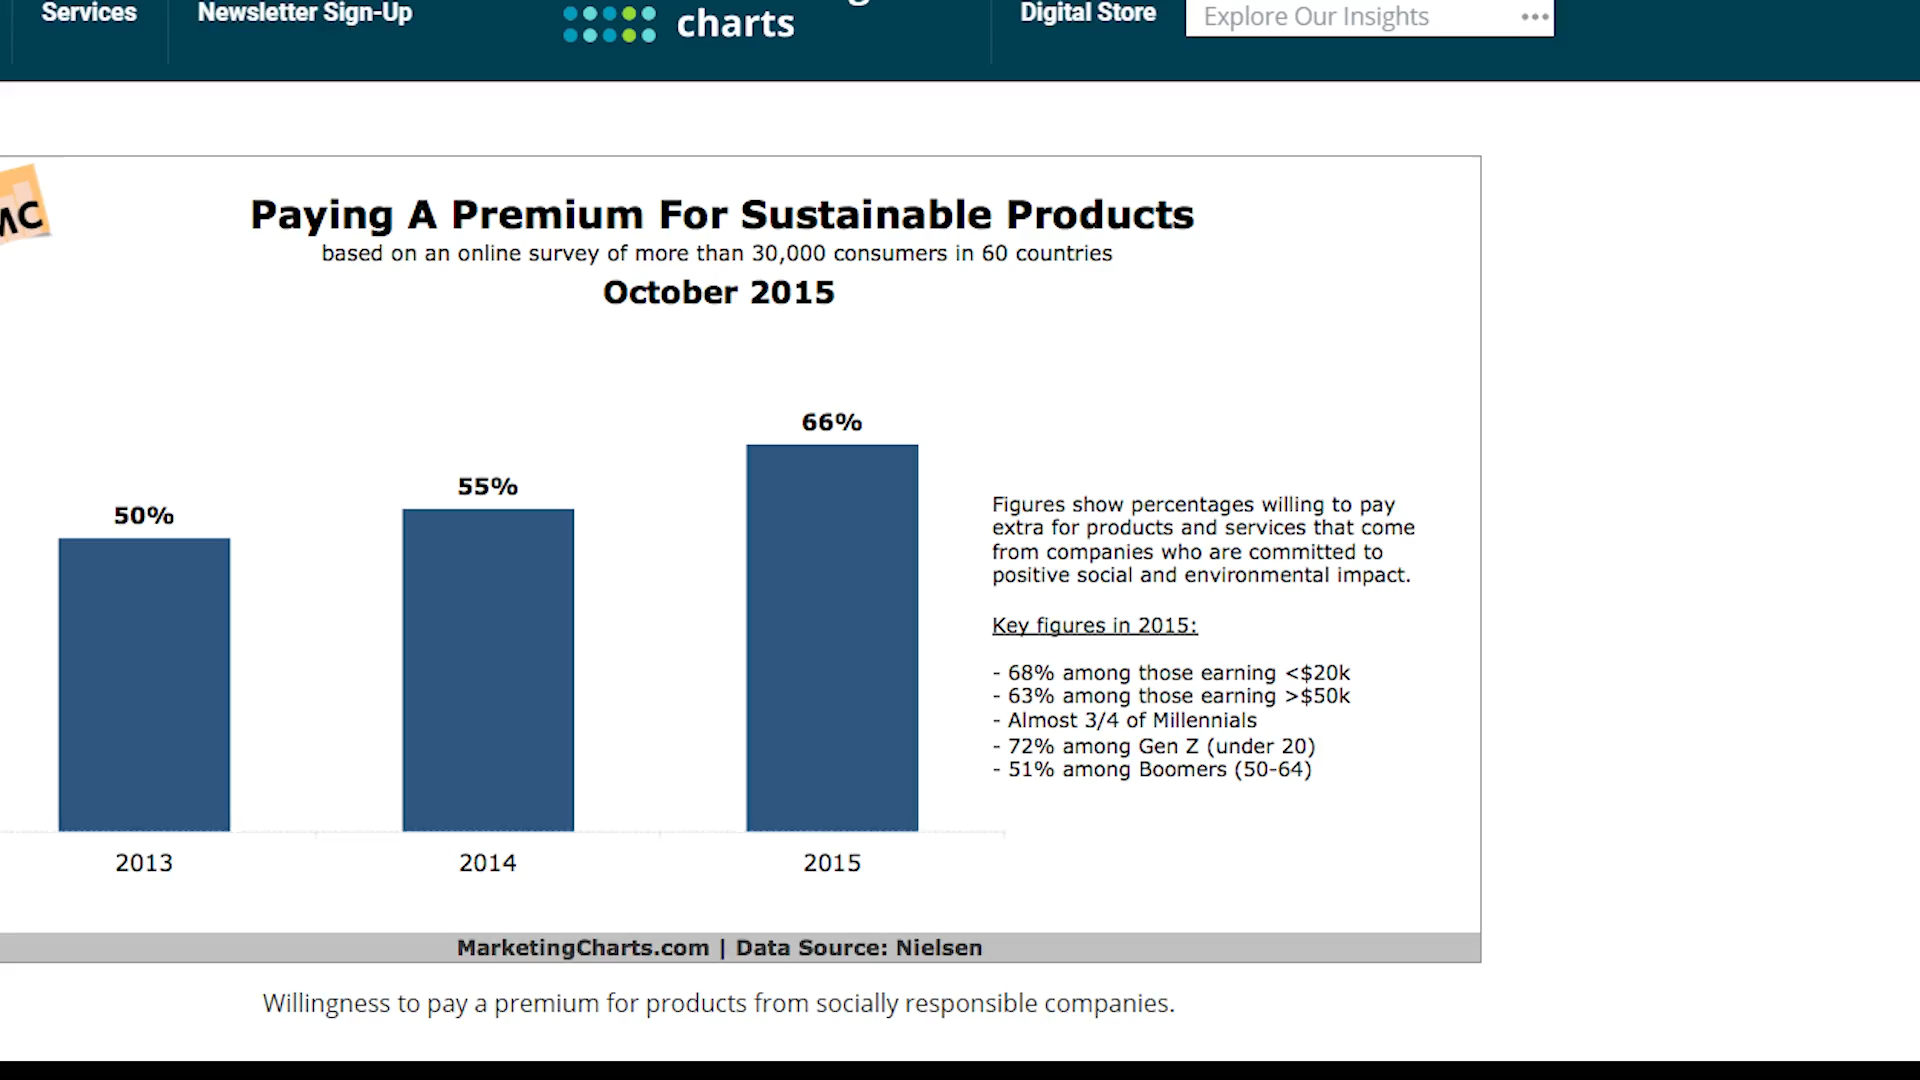 Services
Newsletter Sign-Up
charts
Digital Store
Explore Our Insights
MC
Paying A Premium For Sustainable Products
based on an online survey of more than 30,000 consumers in 60 countries
October 2015
50%
55%
66%
Figures show percentages willing to pay
extra for products and services that come
from companies who are committed to
positive social and environmental impact.
Key figures in 2015:
- 68% among those earning <$20k
- 63% among those earning >$50k
- Almost 3/4 of Millennials
- 72% among Gen Z (under 20)
- 51% among Boomers (50-64)
2013
2014
2015
MarketingCharts.com | Data Source: Nielsen
Willingness to pay a premium for products from socially responsible companies.